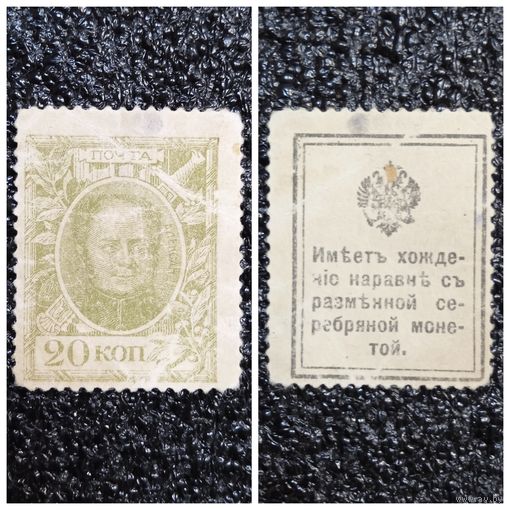 ПОЧТА
20 КОП
Имѣетъ хожде-
ніе наравнѣ съ
размѣнной се-
ребряной моне-
той.